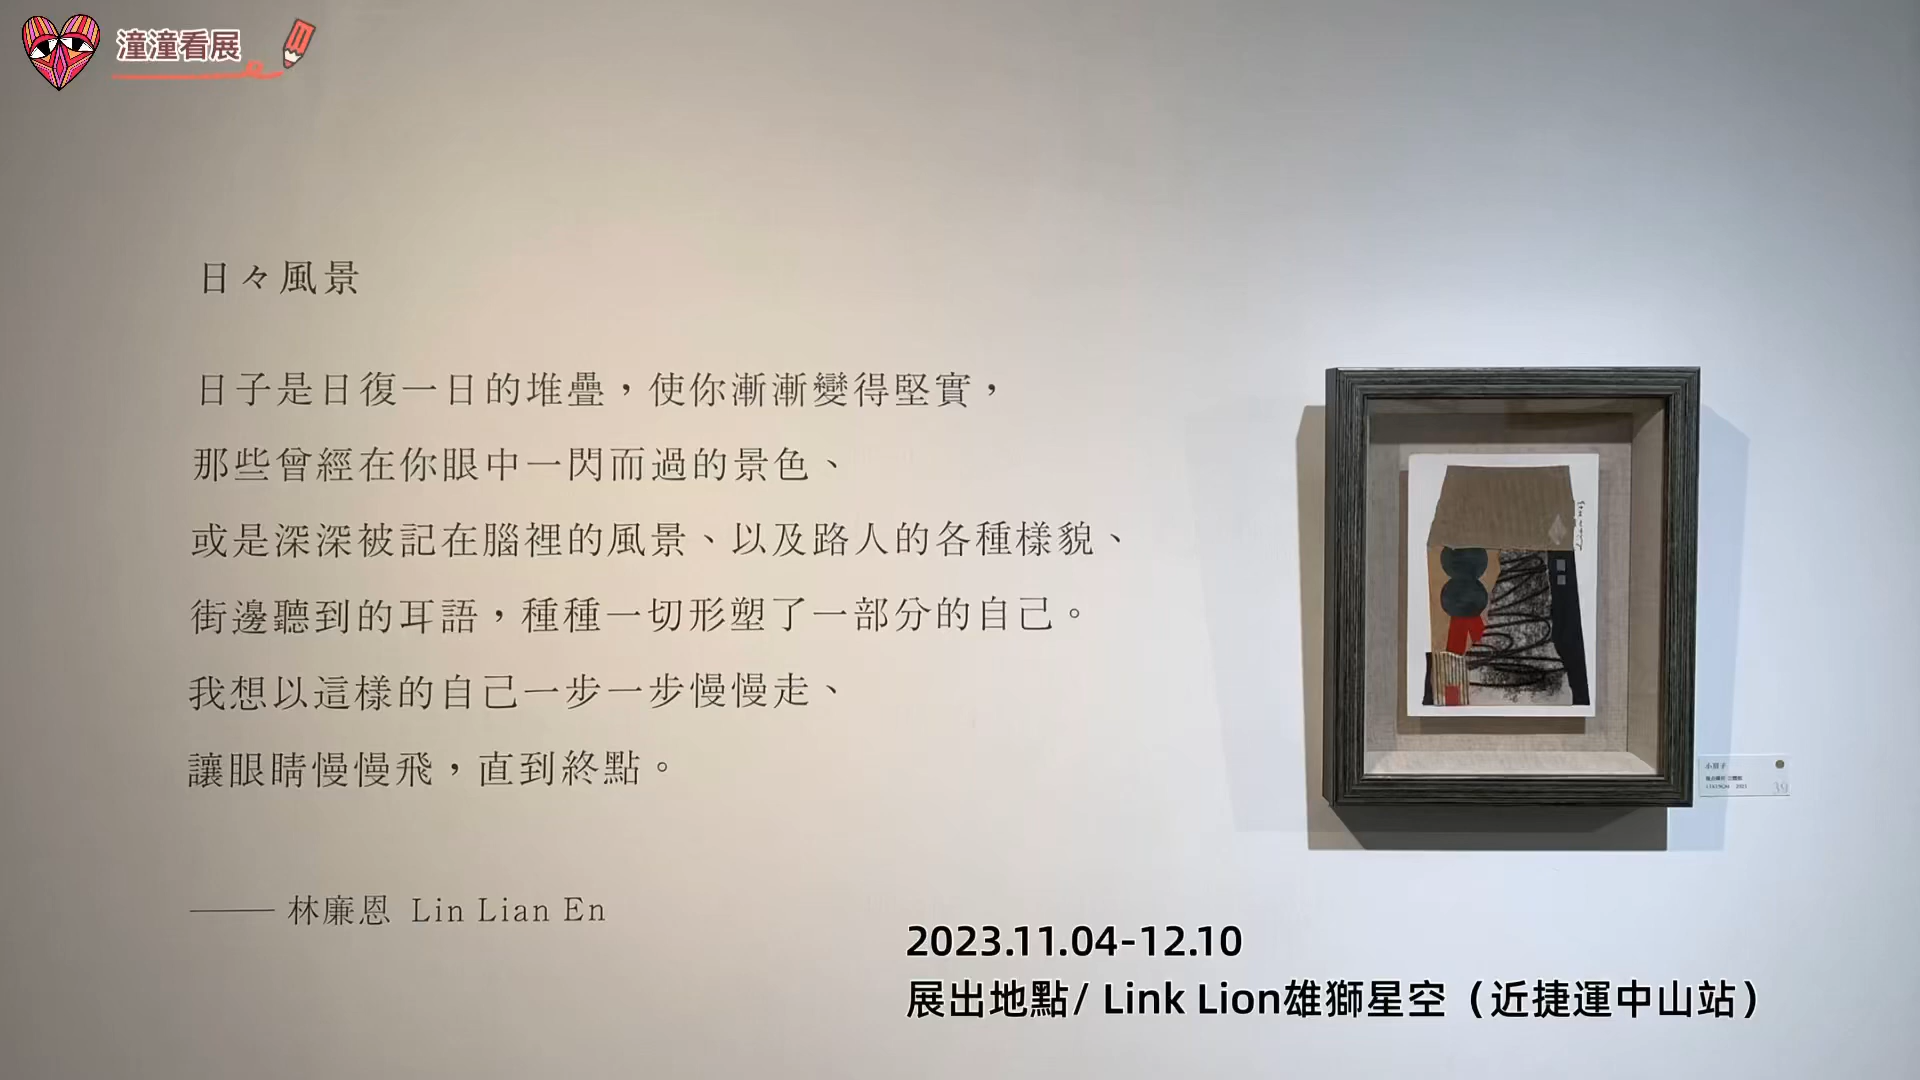 潼潼看展
日々風景
日子是日復一日的堆疊，使你漸漸變得堅實，
那些曾經在你眼中一閃而過的景色、
或是深深被記在腦裡的風景、以及路人的各種樣貌、
街邊聽到的耳語，種種一切形塑了一部分的自己。
我想以這樣的自己一步一步慢慢走、
讓眼睛慢慢飛，直到終點。
—— 林廉恩 Lin Lian En
39
2023.11.04-12.10
展出地點/ Link Lion雄獅星空（近捷運中山站）